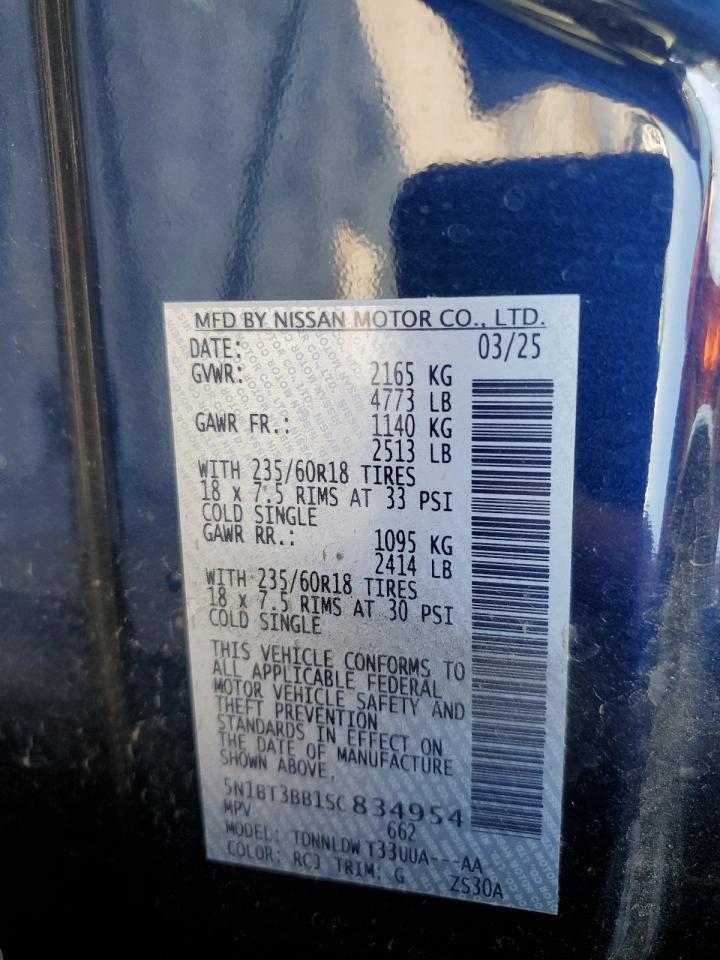 MFD BY NISSAN MOTOR CO., LTD.
DATE: 03/25
GVWR: 2165 KG
4773 LB
GAWR FR.: 1140 KG
2513 LB
WITH 235/60R18 TIRES
18 x 7.5 RIMS AT 33 PSI
COLD SINGLE
GAWR RR.: 1095 KG
2414 LB
WITH 235/60R18 TIRES
18 x 7.5 RIMS AT 30 PSI
COLD SINGLE
THIS VEHICLE CONFORMS TO
ALL APPLICABLE FEDERAL
MOTOR VEHICLE SAFETY AND
THEFT PREVENTION
STANDARDS IN EFFECT ON
THE DATE OF MANUFACTURE
SHOWN ABOVE.
5N1BT3BB1SC834954
MPV 662
MODEL: TDNNLDWT33UUA---AA
COLOR: RCJ TRIM: G ZS30A